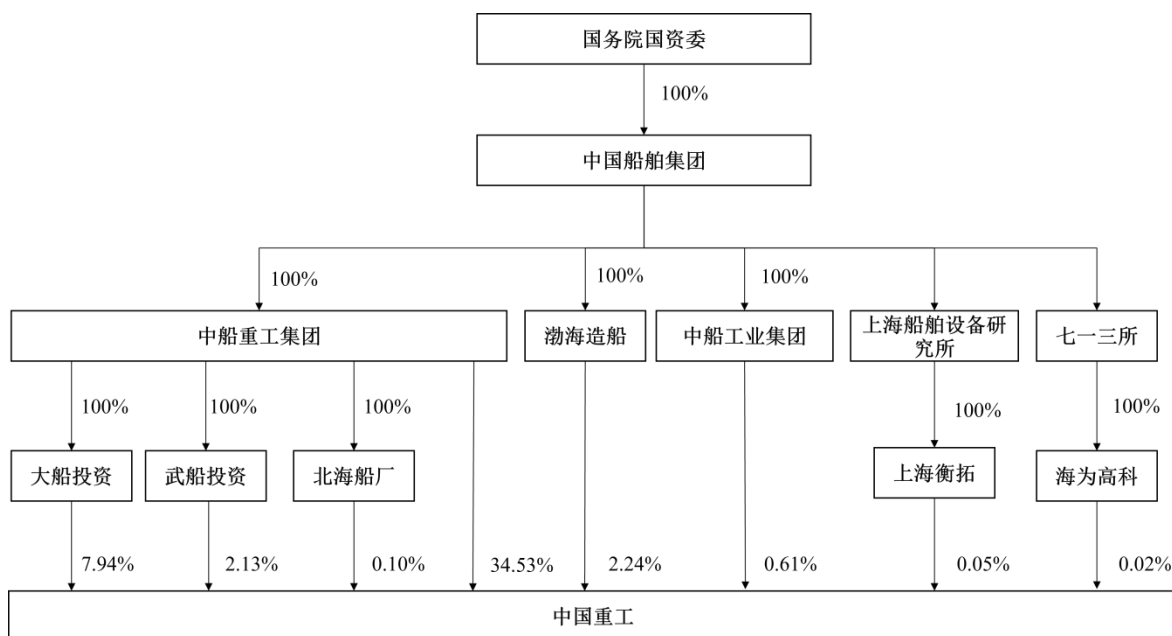 国务院国资委
100%
中国船舶集团
100%
100%
100%
中船重工集团
渤海造船
中船工业集团
上海船舶设备研
究所
七一三所
100%
100%
100%
100%
100%
大船投资
武船投资
北海船厂
上海衡拓
海为高科
7.94%
2.13%
0.10%
34.53%
2.24%
0.61%
0.05%
0.02%
中国重工